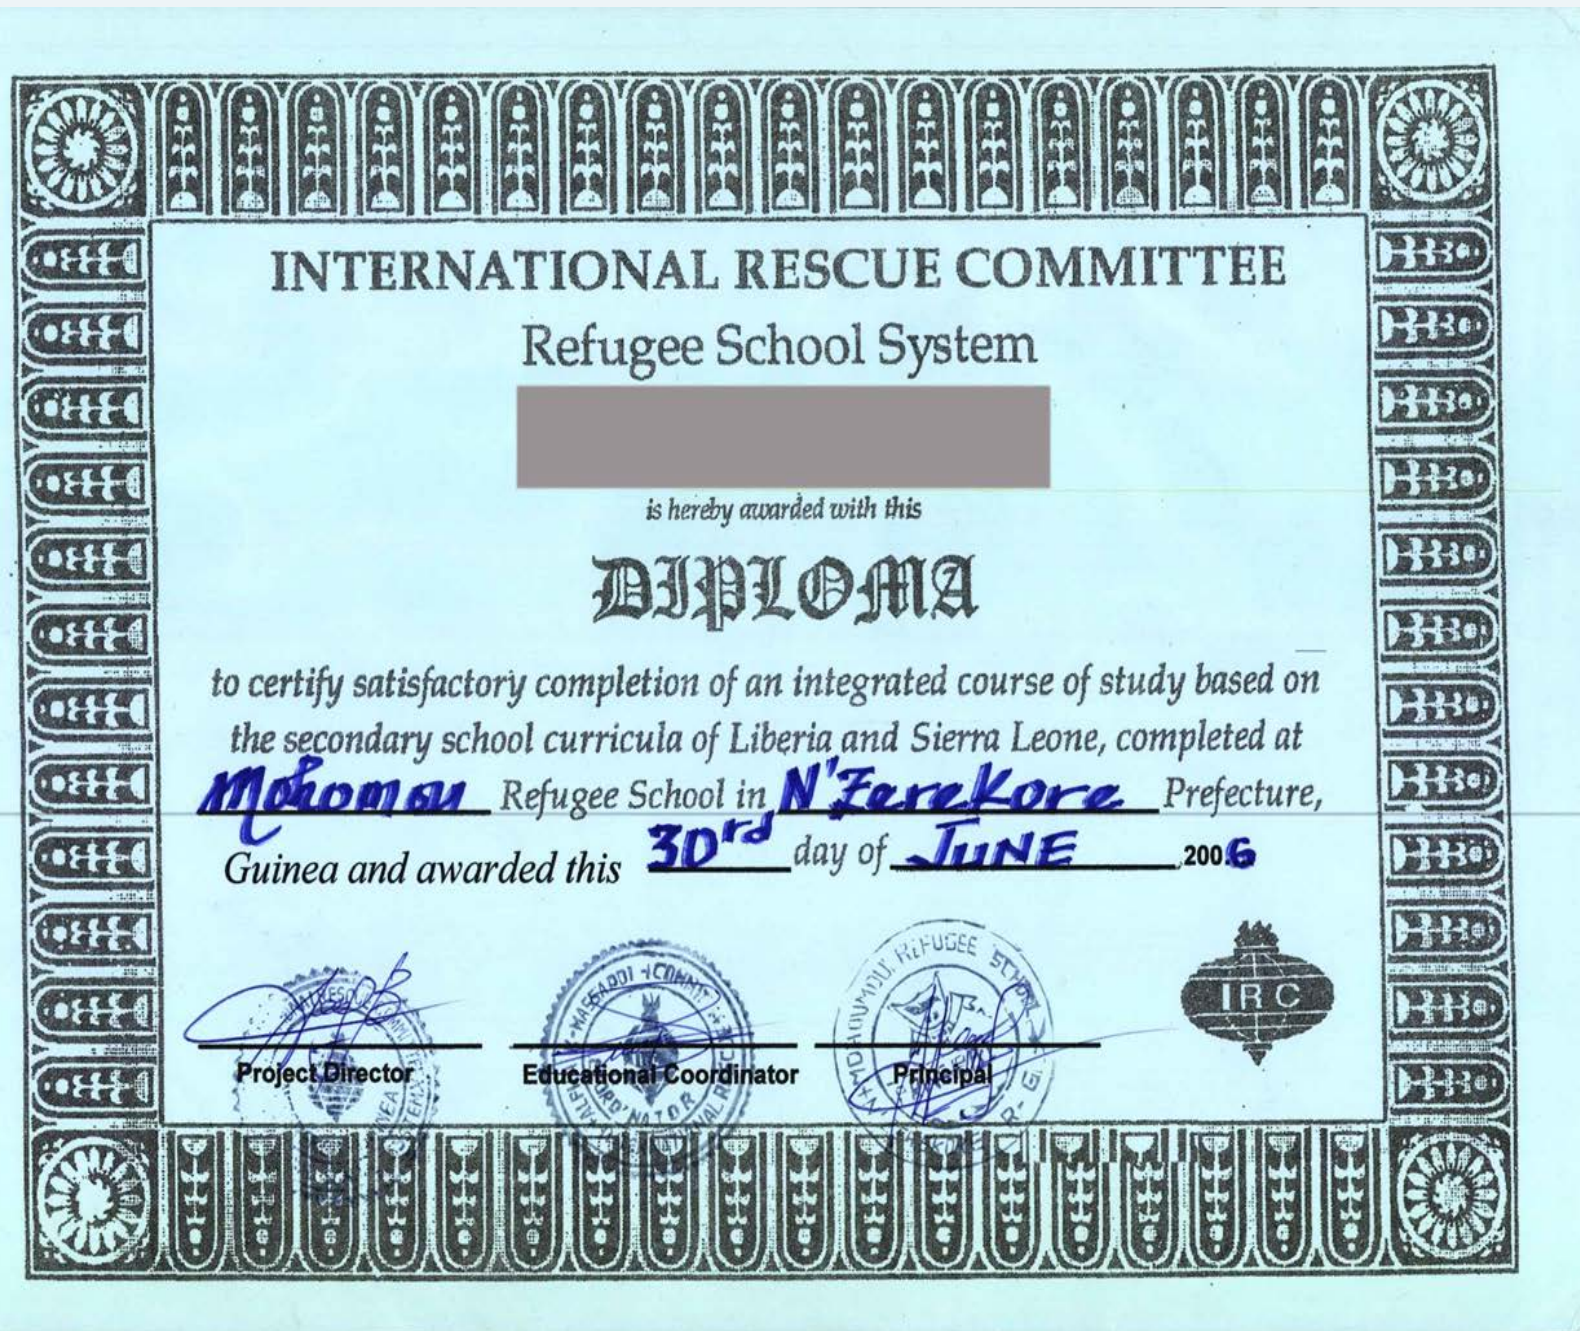 INTERNATIONAL RESCUE COMMITTEE
Refugee School System
is hereby awarded with this
DIPLOMA
to certify satisfactory completion of an integrated course of study based on
the secondary school curricula of Liberia and Sierra Leone, completed at
Mohomou Refugee School in N'Zerekore Prefecture,
Guinea and awarded this 30rd day of JUNE ,2006
REFUGEE SCHOOL
IRC
Project Director
Educational Coordinator
Principal